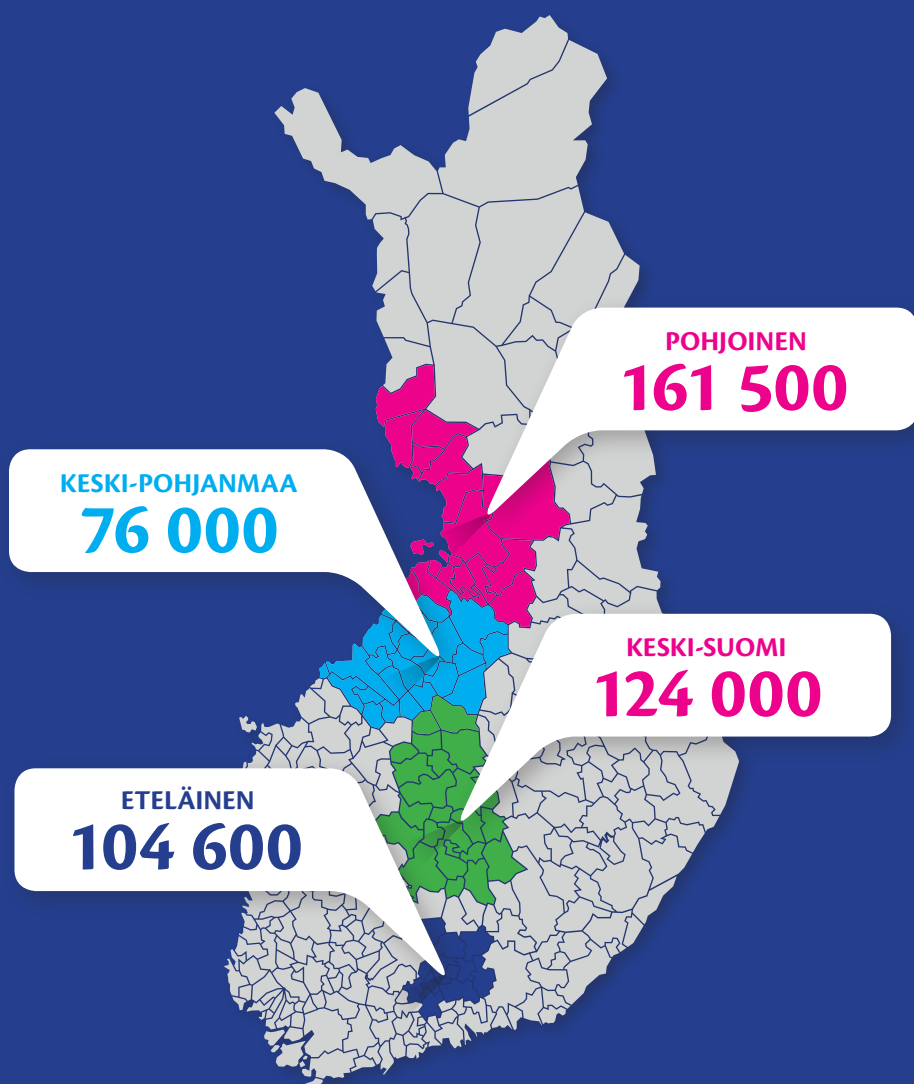 POHJOINEN
161 500
KESKI-POHJANMAA
76 000
KESKI-SUOMI
124 000
ETELÄINEN
104 600